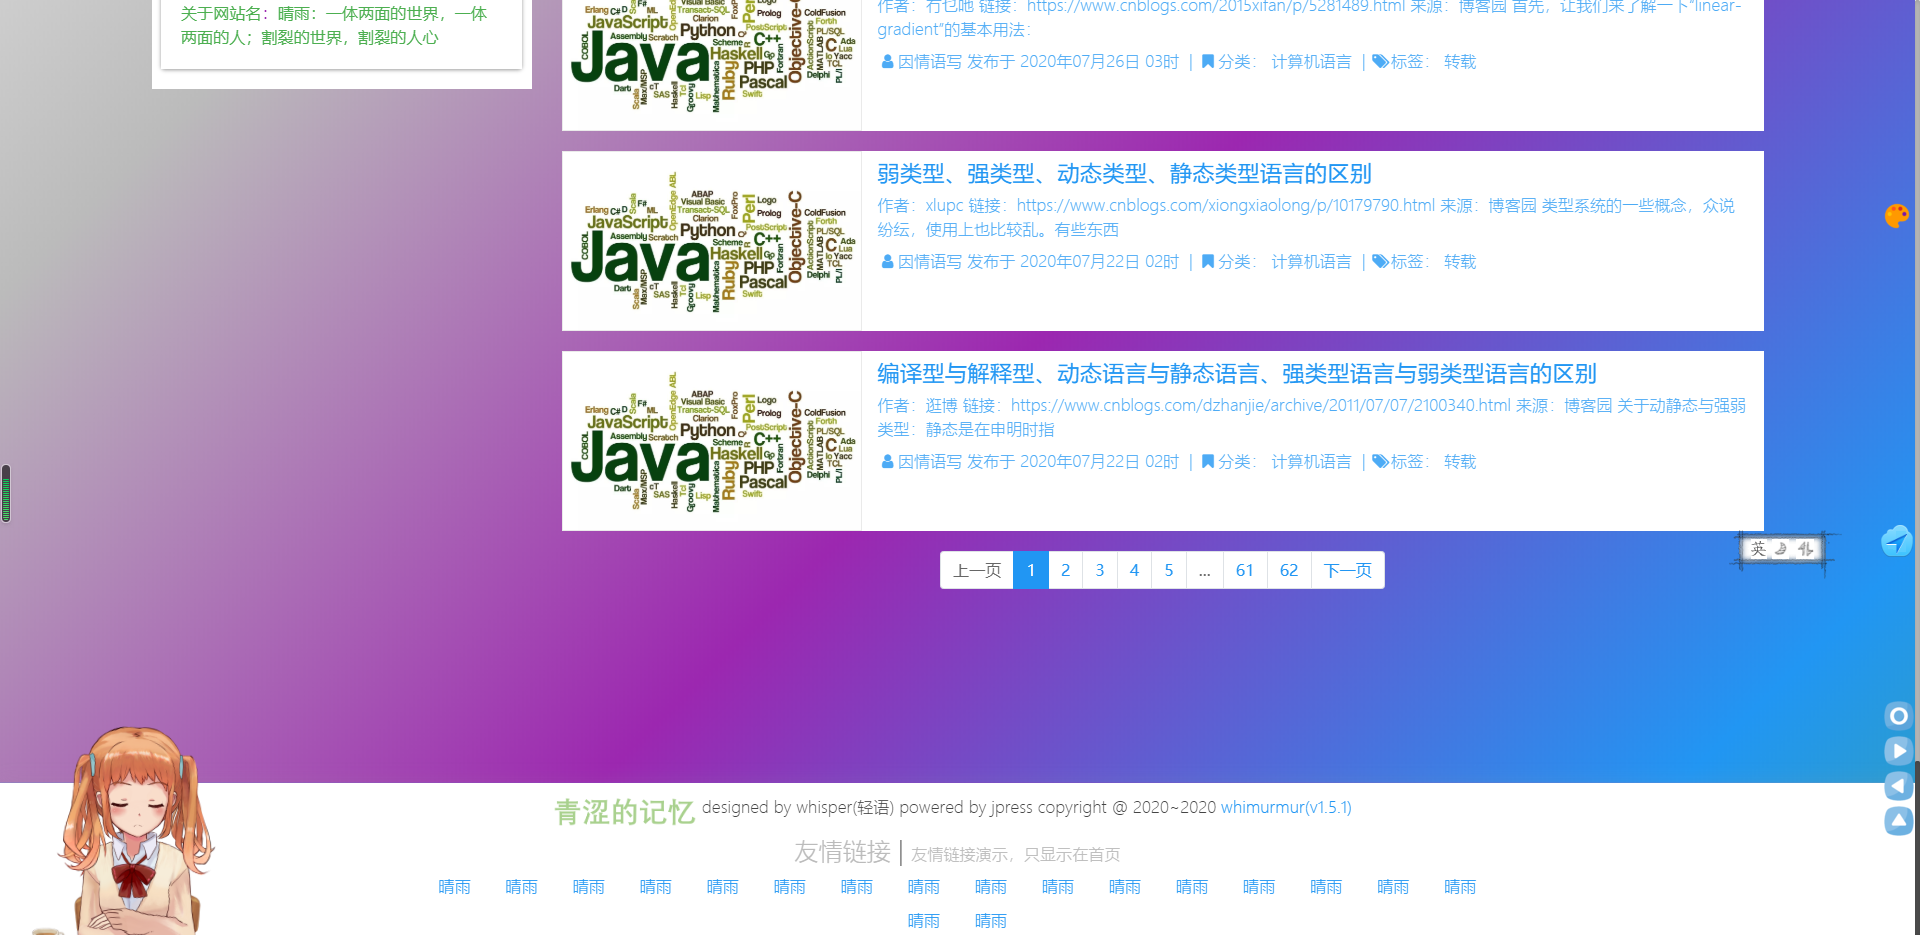 关于网站名：晴雨：一体两面的世界，一体
两面的人；割裂的世界，割裂的人心
链接：https://www.cnblogs.com/2015xifan/p/5281489.html 来源：博客园 首先，让我们来了解一下"linear-
gradient"的基本用法：
因情语写 发布于 2020年07月26日 03时 | 分类： 计算机语言 | 标签： 转载
弱类型、强类型、动态类型、静态类型语言的区别
作者：xlupc 链接：https://www.cnblogs.com/xiongxiaolong/p/10179790.html 来源：博客园 类型系统的一些概念，众说
纷纭，使用上也比较乱。有些东西
因情语写 发布于 2020年07月22日 02时 | 分类： 计算机语言 | 标签： 转载
编译型与解释型、动态语言与静态语言、强类型语言与弱类型语言的区别
作者：逛博 链接：https://www.cnblogs.com/dzhanjie/archive/2011/07/07/2100340.html 来源：博客园 关于动静态与强弱
类型：静态是在申明时指
因情语写 发布于 2020年07月22日 02时 | 分类： 计算机语言 | 标签： 转载
Java
JavaScript
Python
Haskell
Objective-C
Ruby
PHP
Pascal
C++
Perl
英
上一页 1 2 3 4 5 ... 61 62 下一页
青涩的记忆 designed by whisper(轻语) powered by jpress copyright @ 2020~2020 whimurmur(v1.5.1)
友情链接 | 友情链接演示，只显示在首页
晴雨 晴雨 晴雨 晴雨 晴雨 晴雨 晴雨 晴雨 晴雨 晴雨 晴雨 晴雨 晴雨 晴雨 晴雨 晴雨
晴雨 晴雨